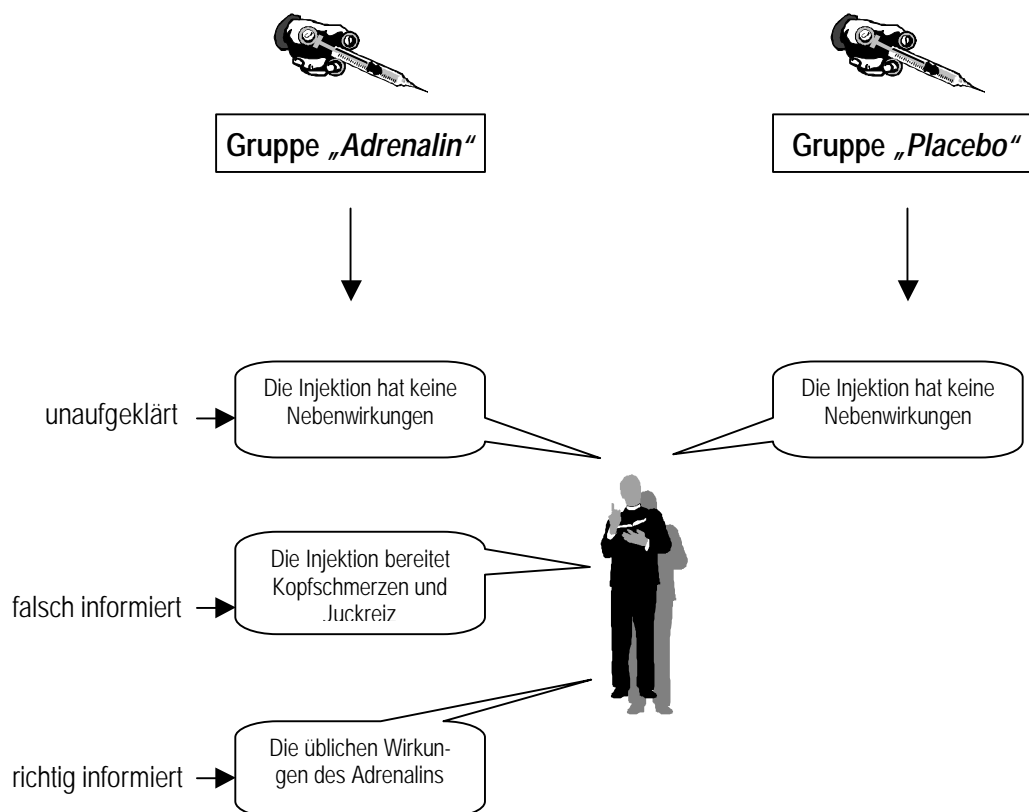 Gruppe „Adrenalin“
Gruppe „Placebo“
unaufgeklärt
Die Injektion hat keine
Nebenwirkungen
Die Injektion hat keine
Nebenwirkungen
falsch informiert
Die Injektion bereitet
Kopfschmerzen und
Juckreiz
richtig informiert
Die üblichen Wirkun-
gen des Adrenalins